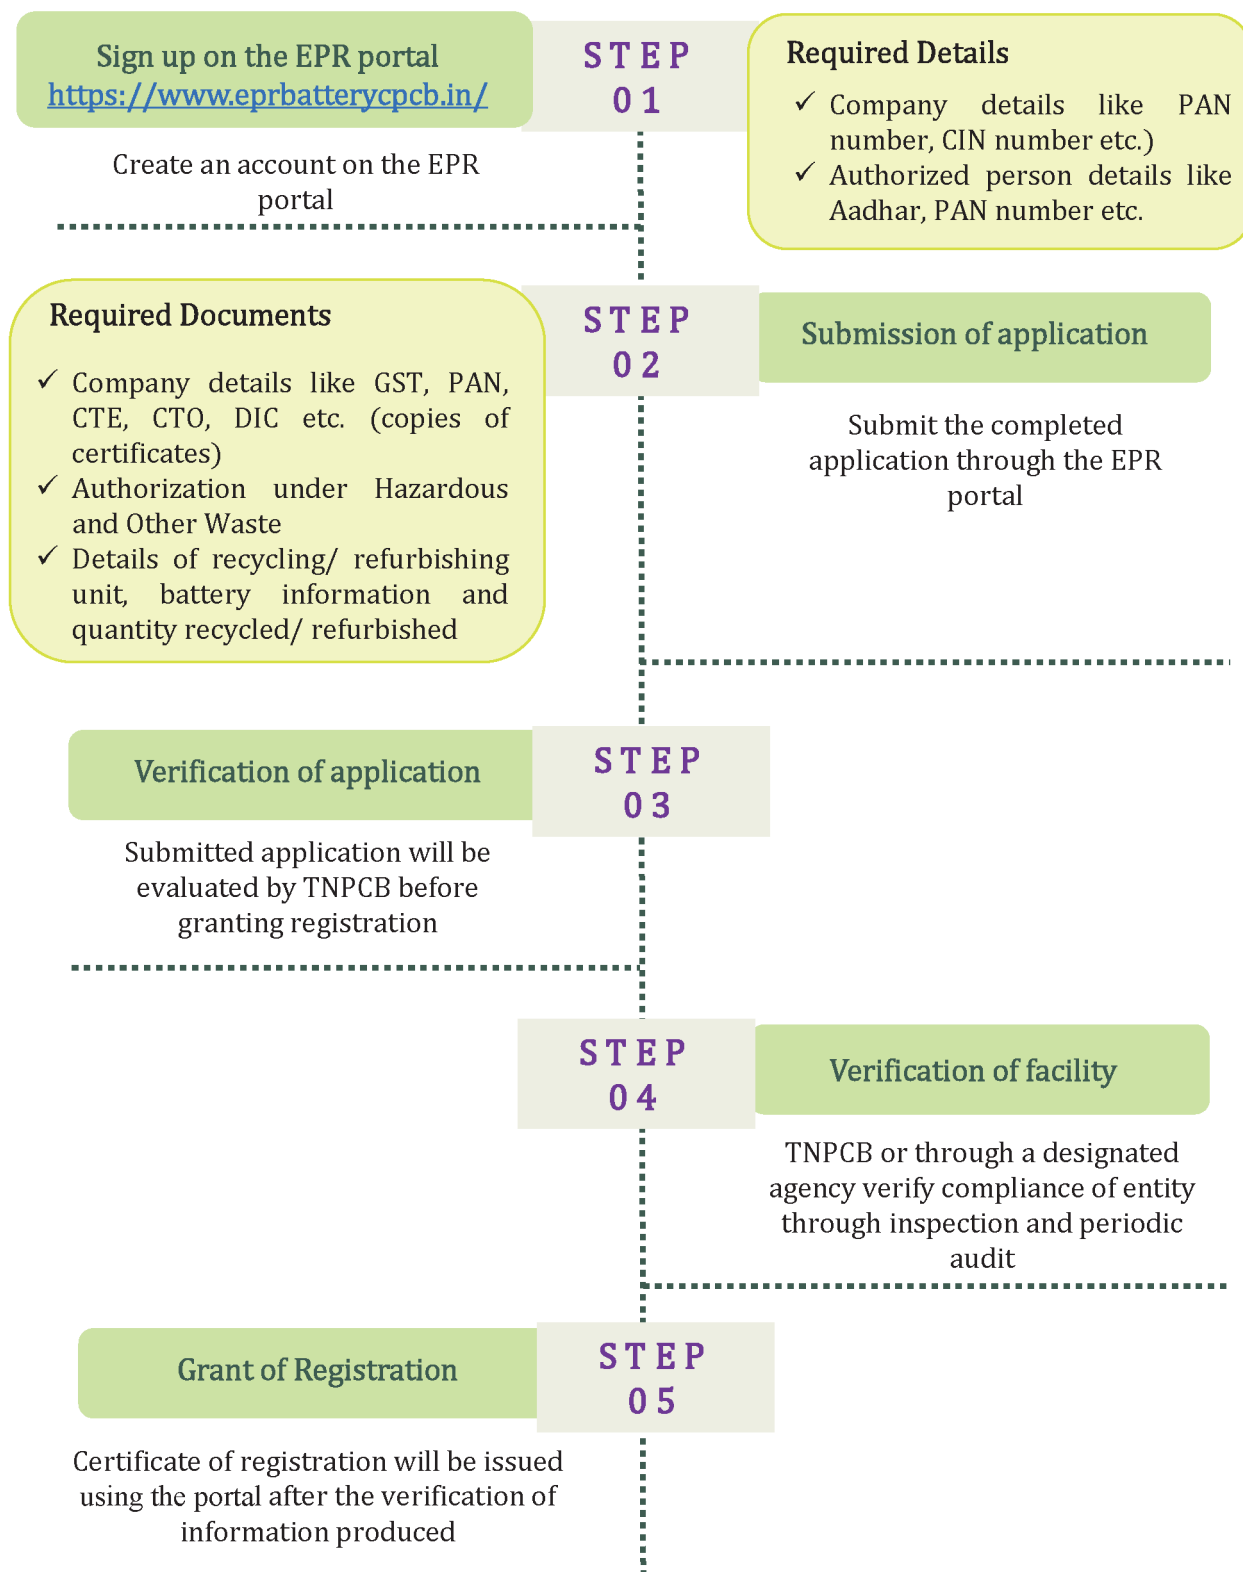 Sign up on the EPR portal
https://www.eprbatterycpcb.in/
STEP
01
Required Details
✓ Company details like PAN
number, CIN number etc.)
✓ Authorized person details like
Aadhar, PAN number etc.
Create an account on the EPR
portal
Required Documents
✓ Company details like GST, PAN,
CTE, CTO, DIC etc. (copies of
certificates)
✓ Authorization under Hazardous
and Other Waste
✓ Details of recycling/ refurbishing
unit, battery information and
quantity recycled/ refurbished
STEP
02
Submission of application
Submit the completed
application through the EPR
portal
Verification of application
STEP
03
Submitted application will be
evaluated by TNPCB before
granting registration
STEP
04
Verification of facility
TNPCB or through a designated
agency verify compliance of entity
through inspection and periodic
audit
Grant of Registration
STEP
05
Certificate of registration will be issued
using the portal after the verification of
information produced